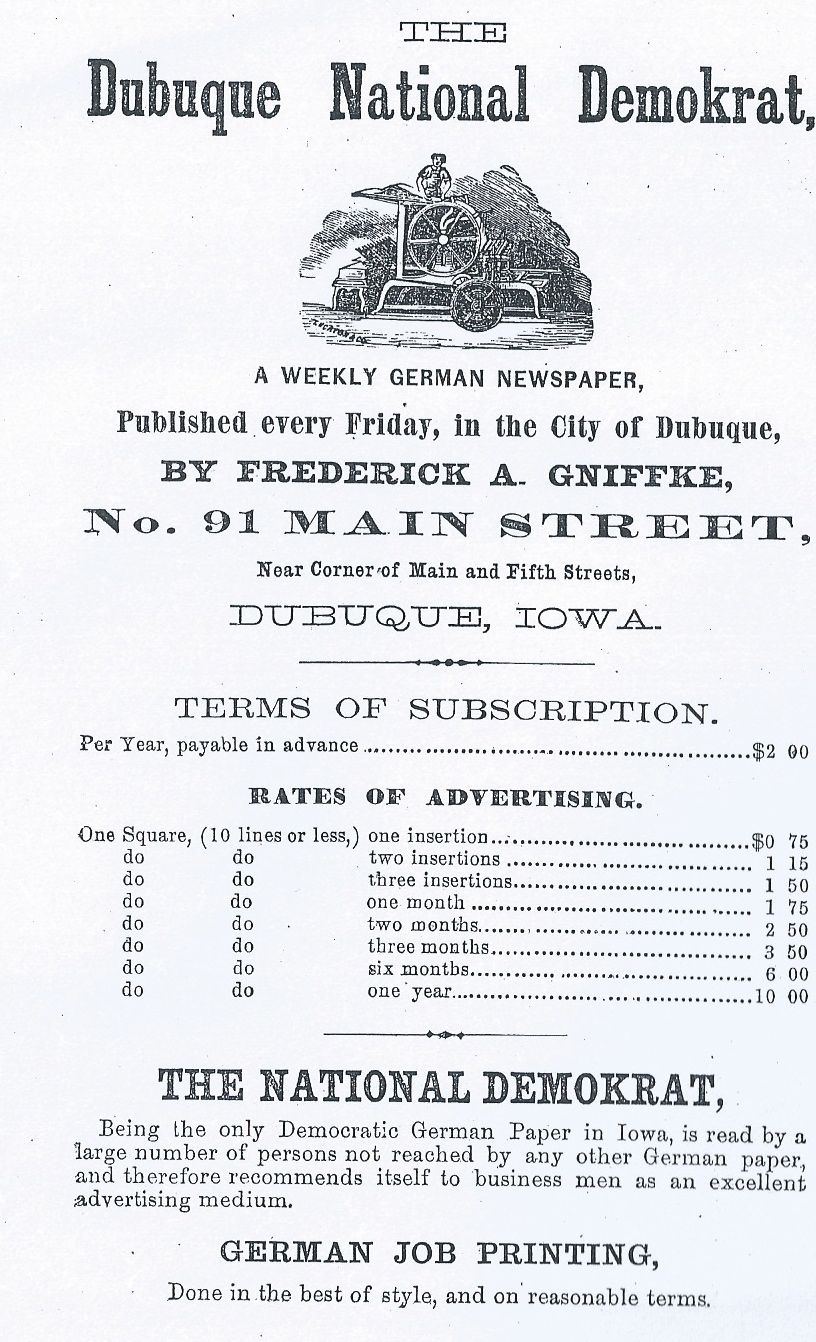 THE
Dubuque National Demokrat,
A WEEKLY GERMAN NEWSPAPER,
Published every Friday, in the City of Dubuque,
BY FREDERICK A. GNIFFKE,
No. 91 MAIN STREET,
Near Corner of Main and Fifth Streets,
DUBUQUE, IOWA.
TERMS OF SUBSCRIPTION.
Per Year, payable in advance ........................ $2 00
RATES OF ADVERTISING.
One Square, (10 lines or less,) one insertion........................$0 75
do do two insertions ........................ 1 15
do do three insertions........................ 1 50
do do one month ........................ 1 75
do do two months........................ 2 50
do do three months........................ 3 50
do do six months........................ 6 00
do do one year........................10 00
THE NATIONAL DEMOKRAT,
Being the only Democratic German Paper in Iowa, is read by a
large number of persons not reached by any other German paper,
and therefore recommends itself to business men as an excellent
advertising medium.
GERMAN JOB PRINTING,
Done in the best of style, and on reasonable terms.